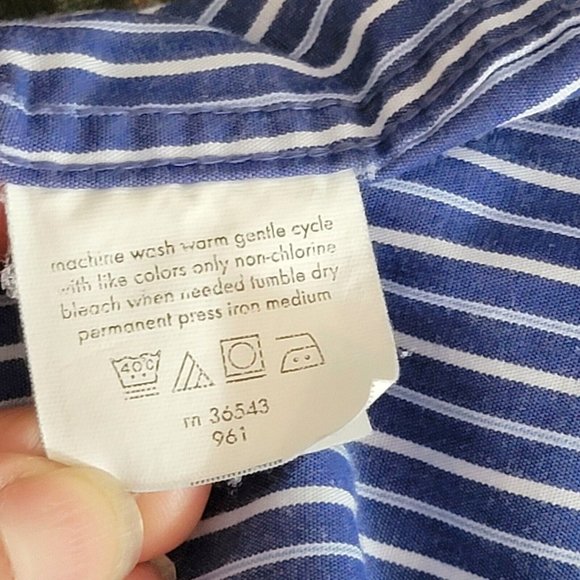 machine wash warm gentle cycle
with like colors only non-chlorine
bleach when needed tumble dry
permanent press iron medium
40C
rn 36543
961